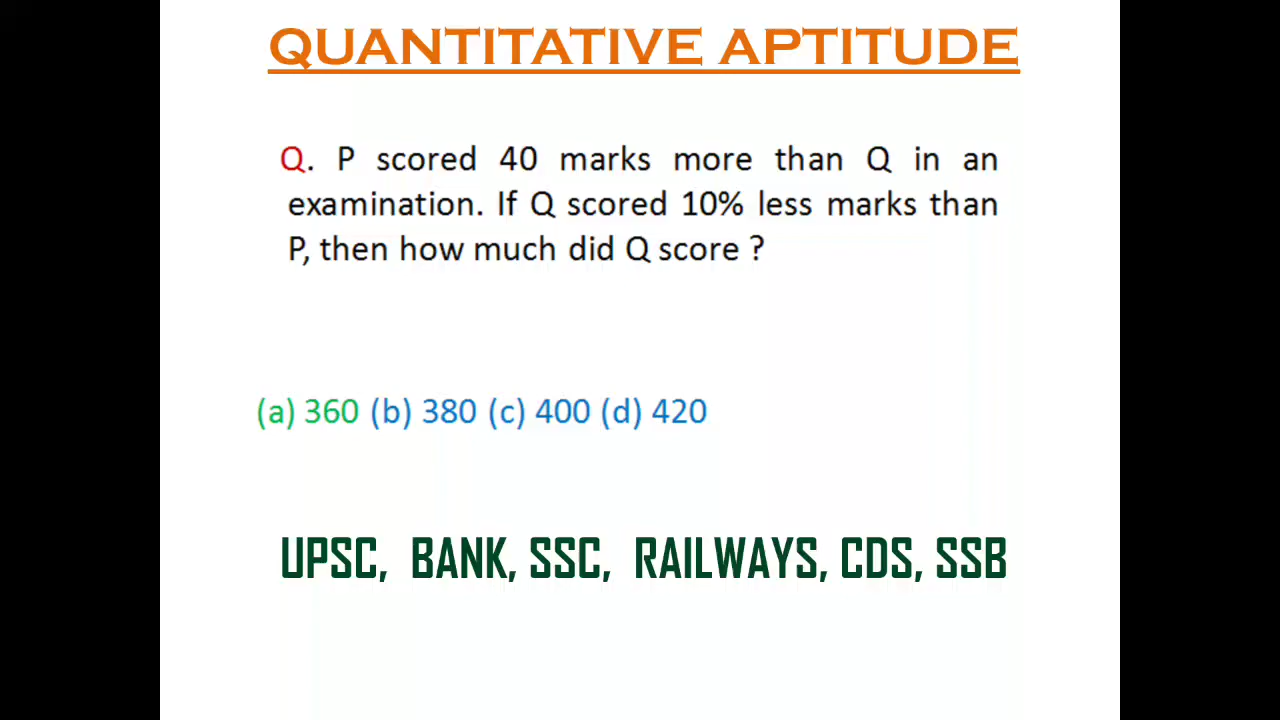 QUANTITATIVE APTITUDE
Q. P scored 40 marks more than Q in an
examination. If Q scored 10% less marks than
P, then how much did Q score ?
(a) 360 (b) 380 (c) 400 (d) 420
UPSC, BANK, SSC, RAILWAYS, CDS, SSB